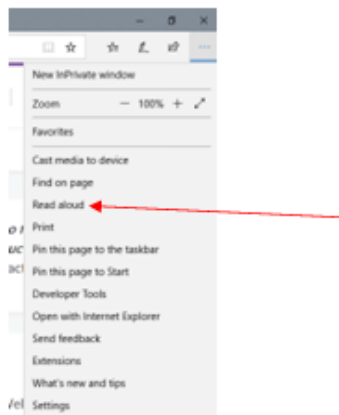 New InPrivate window
Zoom − 100% +
Favorites
Cast media to device
Find on page
Read aloud
Print
Pin this page to the taskbar
Pin this page to Start
Developer Tools
Open with Internet Explorer
Send feedback
Extensions
What's new and tips
Settings